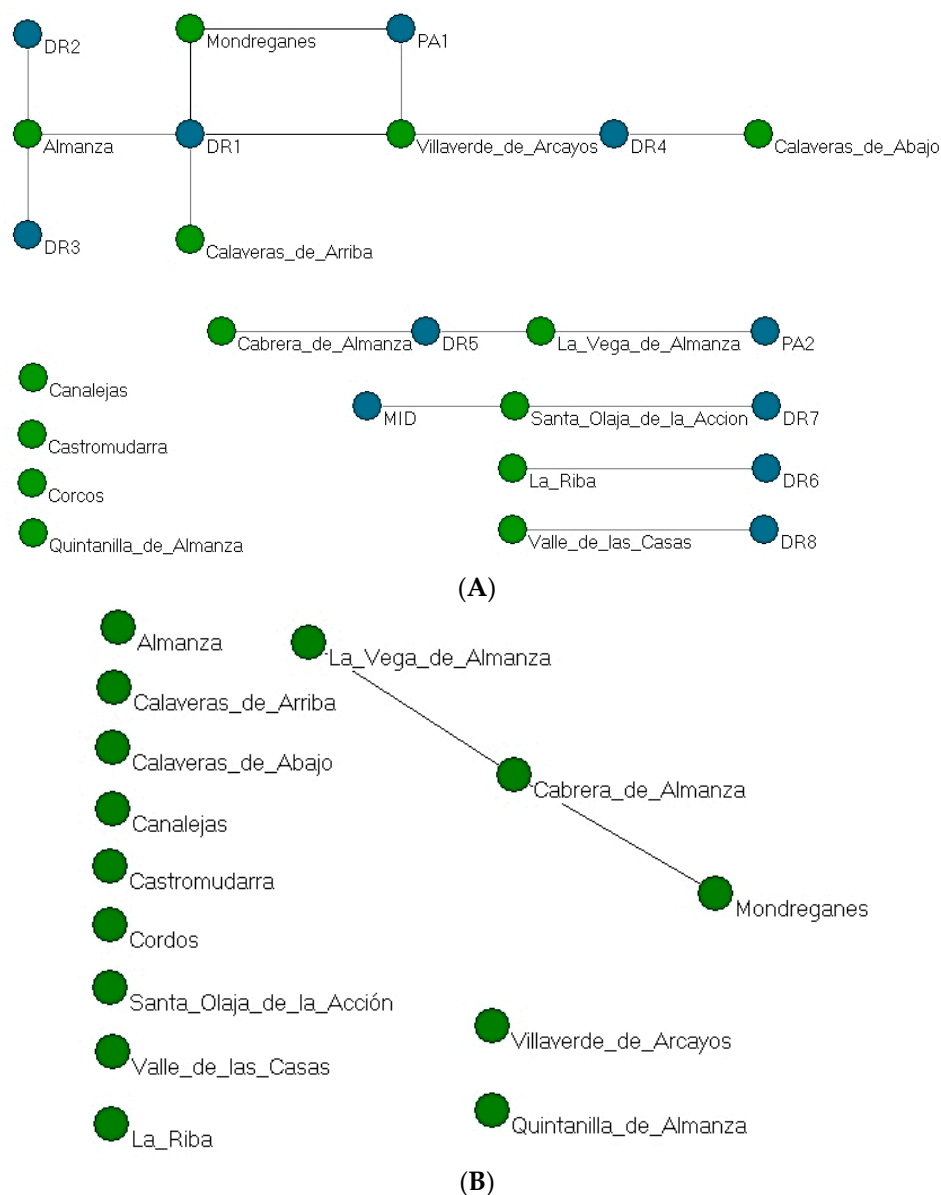 DR2
Mondreganes
PA1
Almanza
DR1
Villaverde_de_Arcayos
DR4
Calaveras_de_Abajo
DR3
Calaveras_de_Arriba
Cabrera_de_Almanza
DR5
La_Vega_de_Almanza
PA2
Canalejas
MID
Santa_Olaja_de_la_Accion
DR7
Castromudarra
La_Riba
DR6
Corcos
Quintanilla_de_Almanza
Valle_de_las_Casas
DR8
(A)
Almanza
La_Vega_de_Almanza
Calaveras_de_Arriba
Calaveras_de_Abajo
Cabrera_de_Almanza
Canalejas
Castromudarra
Mondreganes
Cordos
Santa_Olaja_de_la_Acción
Villaverde_de_Arcayos
Valle_de_las_Casas
Quintanilla_de_Almanza
La_Riba
(B)